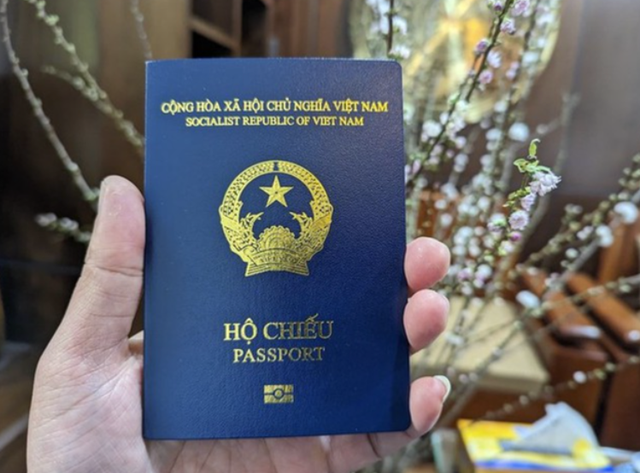 CỘNG HÒA XÃ HỘI CHỦ NGHĨA VIỆT NAM
SOCIALIST REPUBLIC OF VIET NAM
HỘ CHIẾU
PASSPORT